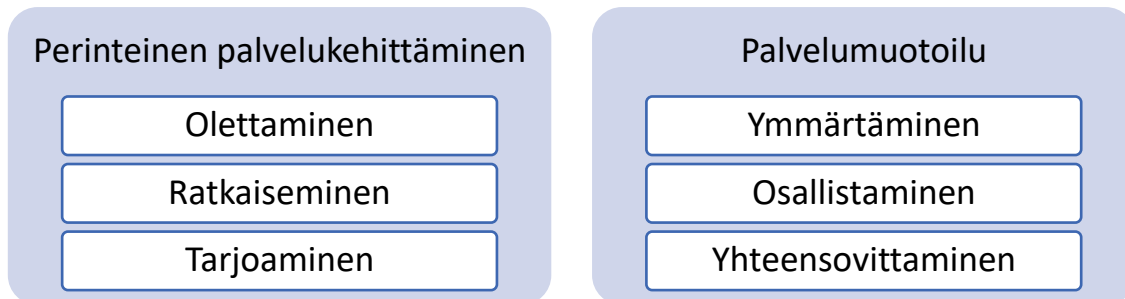 Perinteinen palvelukehittäminen
Olettaminen
Ratkaiseminen
Tarjoaminen
Palvelumuotoilu
Ymmärtäminen
Osallistaminen
Yhteensovittaminen